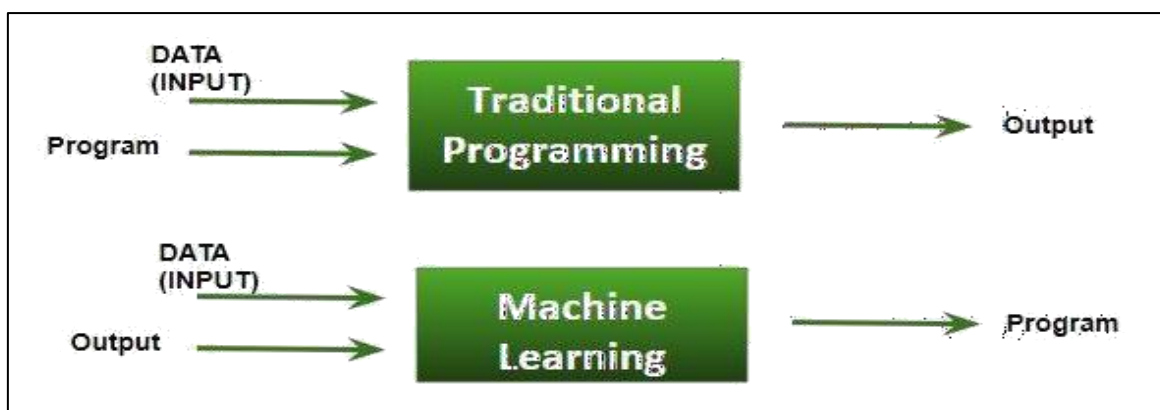 DATA
(INPUT)
Program
Traditional
Programming
Output
DATA
(INPUT)
Output
Machine
Learning
Program